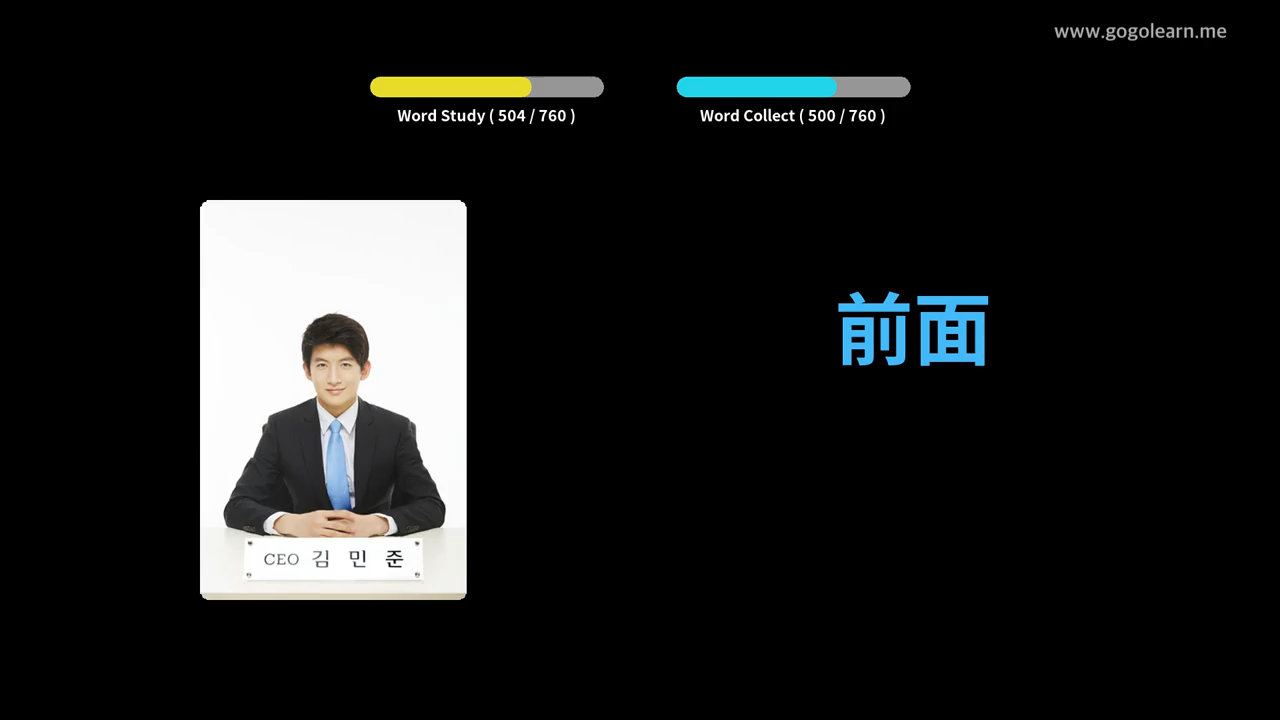 www.gogolearn.me
Word Study ( 504 / 760 )
Word Collect ( 500 / 760 )
前面
CEO 김 민 준